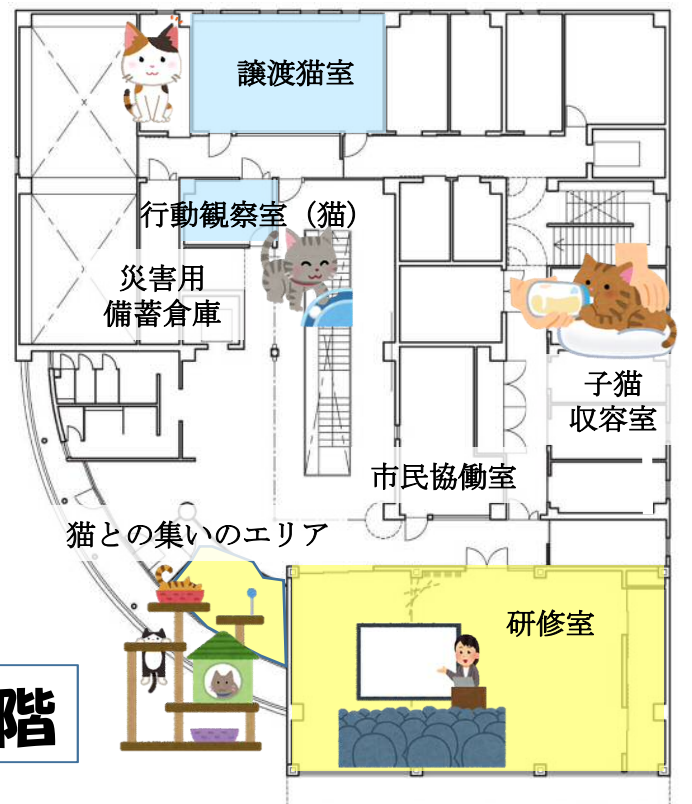 譲渡猫室
行動観察室（猫）
災害用
備蓄倉庫
子猫
収容室
市民協働室
猫との集いのエリア
研修室
階